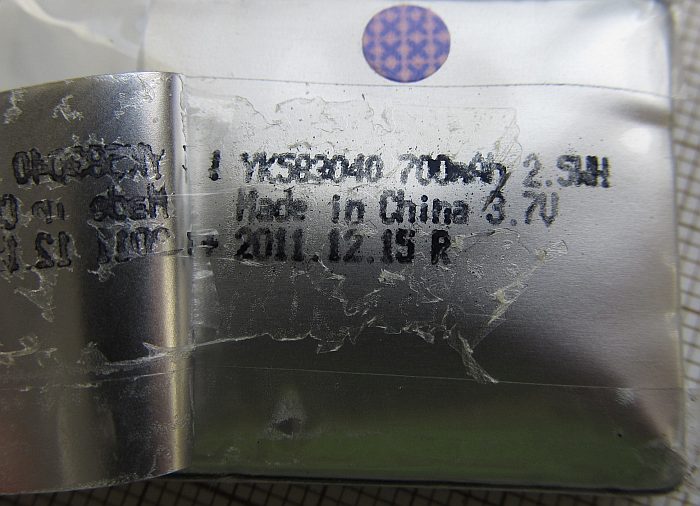 YK583040 700mAh 2.5WH
Made in China 3.7V
2011.12.15 R